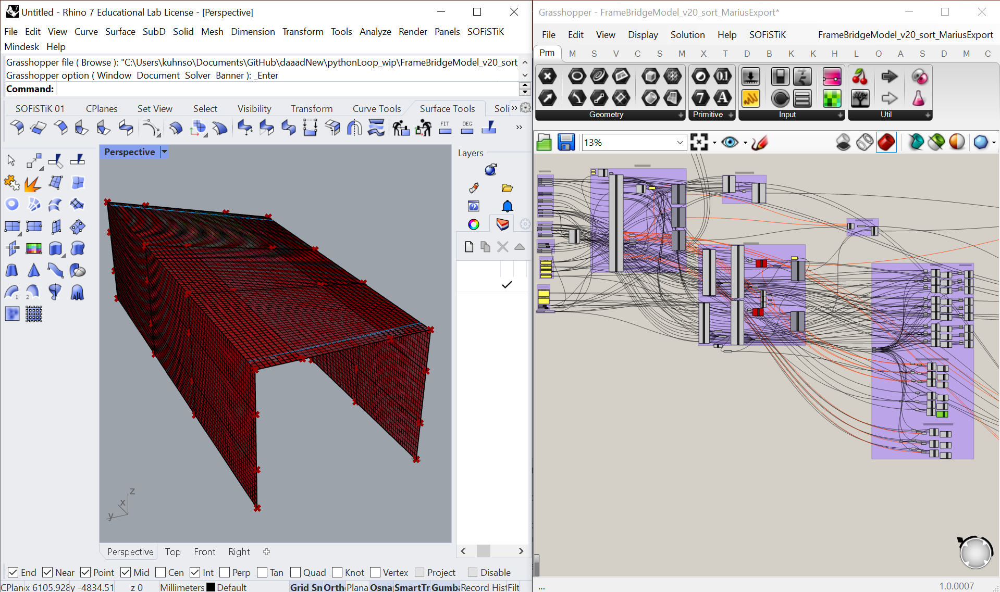 Untitled - Rhino 7 Educational Lab License - [Perspective]
File Edit View Curve Surface SubD Solid Mesh Dimension Transform Tools Analyze Render Panels SOFiSTiK
Mindesk Help
Grasshopper file ( Browse ): "C:\Users\kuhnso\Documents\GitHub\daaadNew\pythonLoop_wip\FrameBridgeModel_v20_sort_
Grasshopper option ( Window Document Solver Banner ): _Enter
Command:
SOFiSTiK 01 CPlanes Set View Select Visibility Transform Curve Tools Surface Tools Soli »
FIT DEG »
Perspective
Layers
1 2
z
x
y
Perspective Top Front Right
End Near Point Mid Cen Int Perp Tan Quad Knot Vertex Project Disable
CPlane x 6105.928 y -4834.51 z 0 Millimeters Default Grid Sn Orth Plana Osna SmartTr Gumba Record Hist Filt
Grasshopper - FrameBridgeModel_v20_sort_MariusExport*
File Edit View Display Solution Help SOFiSTiK FrameBridgeModel_v20_sort_MariusExport
Prm M S V C S M X T D B K K H L O A S D M C
0.1
7 A
Geometry Primitive Input Util
13%
...
1.0.0007